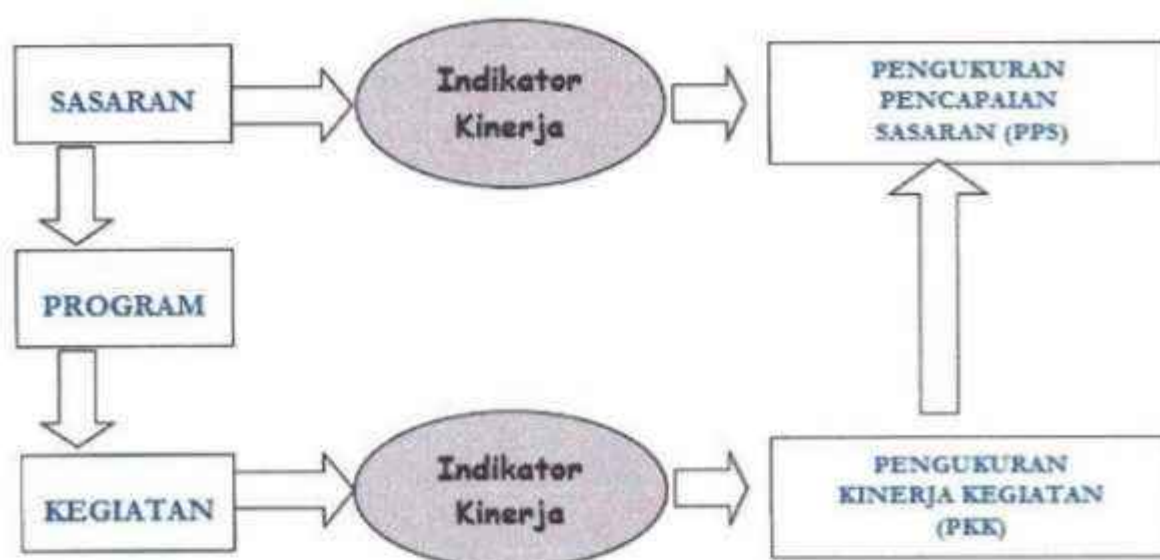 SASARAN
Indikator
Kinerja
PENGUKURAN
PENCAPAIAN
SASARAN (PPS)
PROGRAM
KEGIATAN
Indikator
Kinerja
PENGUKURAN
KINERJA KEGIATAN
(PKK)